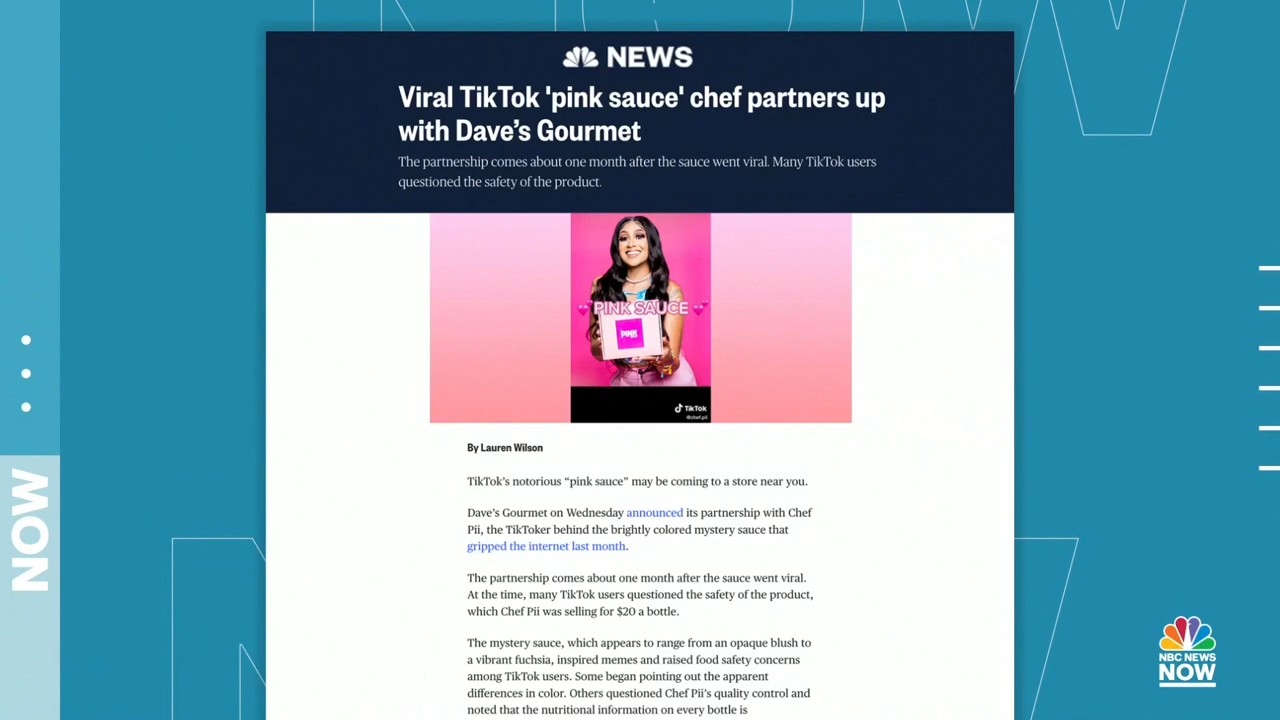 NEWS
Viral TikTok 'pink sauce' chef partners up
with Dave's Gourmet
The partnership comes about one month after the sauce went viral. Many TikTok users
questioned the safety of the product.
PINK SAUCE
PINK
TikTok
@chef.pii
By Lauren Wilson
TikTok's notorious “pink sauce” may be coming to a store near you.
Dave's Gourmet on Wednesday announced its partnership with Chef
Pii, the TikToker behind the brightly colored mystery sauce that
gripped the internet last month.
The partnership comes about one month after the sauce went viral.
At the time, many TikTok users questioned the safety of the product,
which Chef Pii was selling for $20 a bottle.
The mystery sauce, which appears to range from an opaque blush to
a vibrant fuchsia, inspired memes and raised food safety concerns
among TikTok users. Some began pointing out the apparent
differences in color. Others questioned Chef Pii's quality control and
noted that the nutritional information on every bottle is
NOW
NBC NEWS
NOW